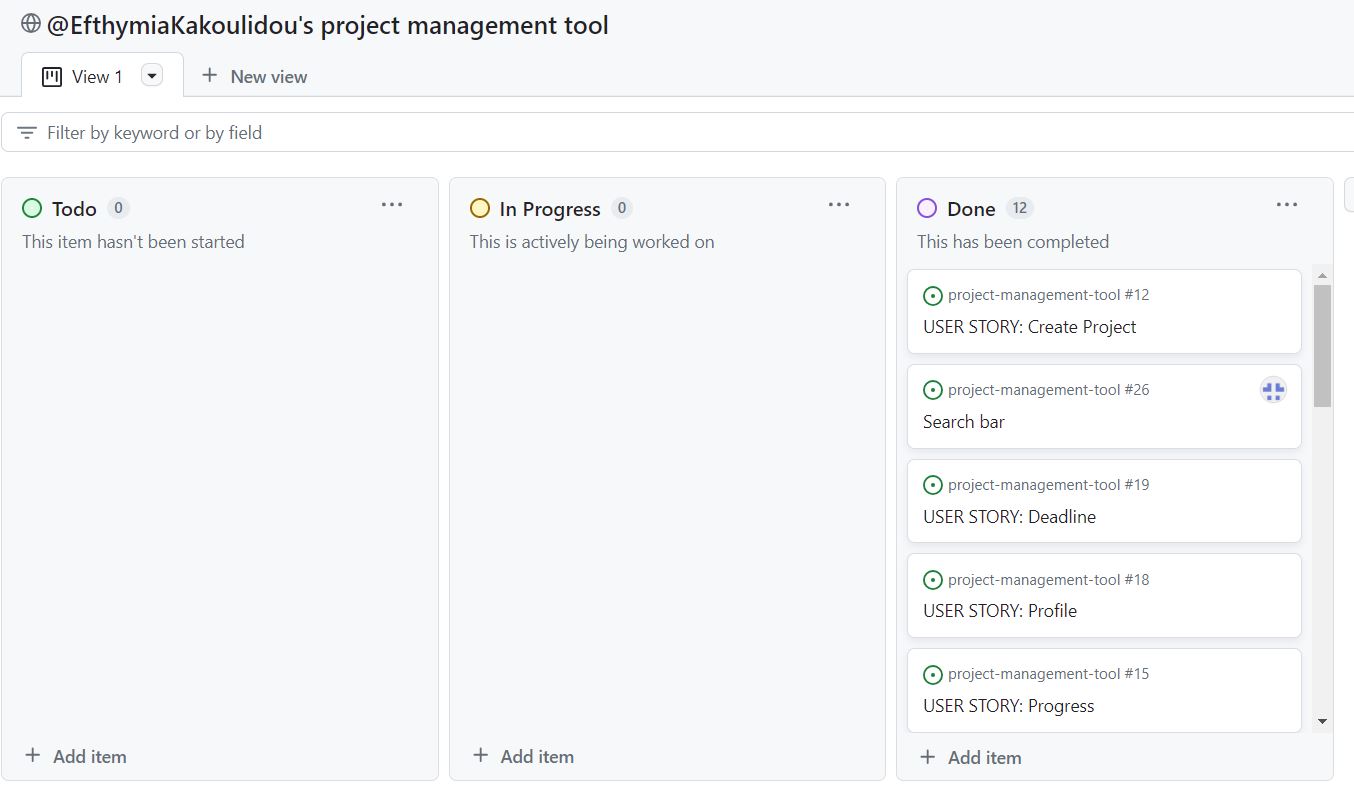 @EfthymiaKakoulidou's project management tool
View 1
New view
Filter by keyword or by field
Todo 0
This item hasn't been started
Add item
In Progress 0
This is actively being worked on
Add item
Done 12
This has been completed
project-management-tool #12
USER STORY: Create Project
project-management-tool #26
Search bar
project-management-tool #19
USER STORY: Deadline
project-management-tool #18
USER STORY: Profile
project-management-tool #15
USER STORY: Progress
Add item